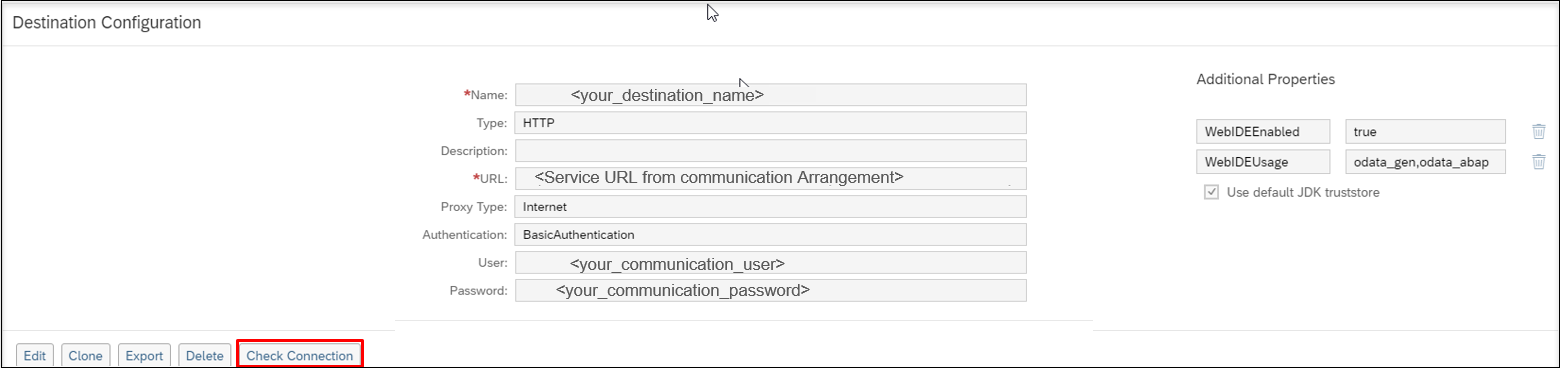 Destination Configuration
*Name: <your_destination_name>
Type: HTTP
Description:
*URL: <Service URL from communication Arrangement>
Proxy Type: Internet
Authentication: BasicAuthentication
User: <your_communication_user>
Password: <your_communication_password>
Additional Properties
WebIDEEnabled true
WebIDEUsage odata_gen,odata_abap
Use default JDK truststore
Edit Clone Export Delete Check Connection